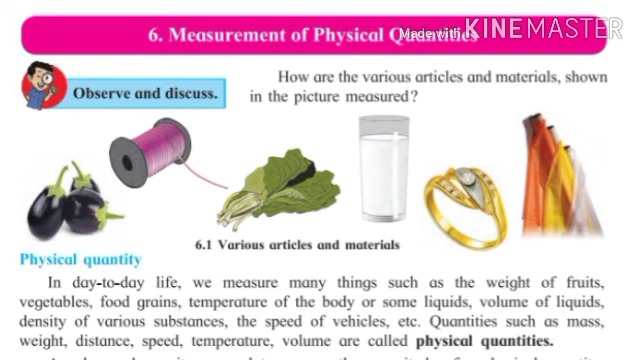 6. Measurement of Physical Quantities
Made with
KINEMASTER
Observe and discuss.
How are the various articles and materials, shown
in the picture measured?
6.1 Various articles and materials
Physical quantity
In day-to-day life, we measure many things such as the weight of fruits,
vegetables, food grains, temperature of the body or some liquids, volume of liquids,
density of various substances, the speed of vehicles, etc. Quantities such as mass,
weight, distance, speed, temperature, volume are called physical quantities.